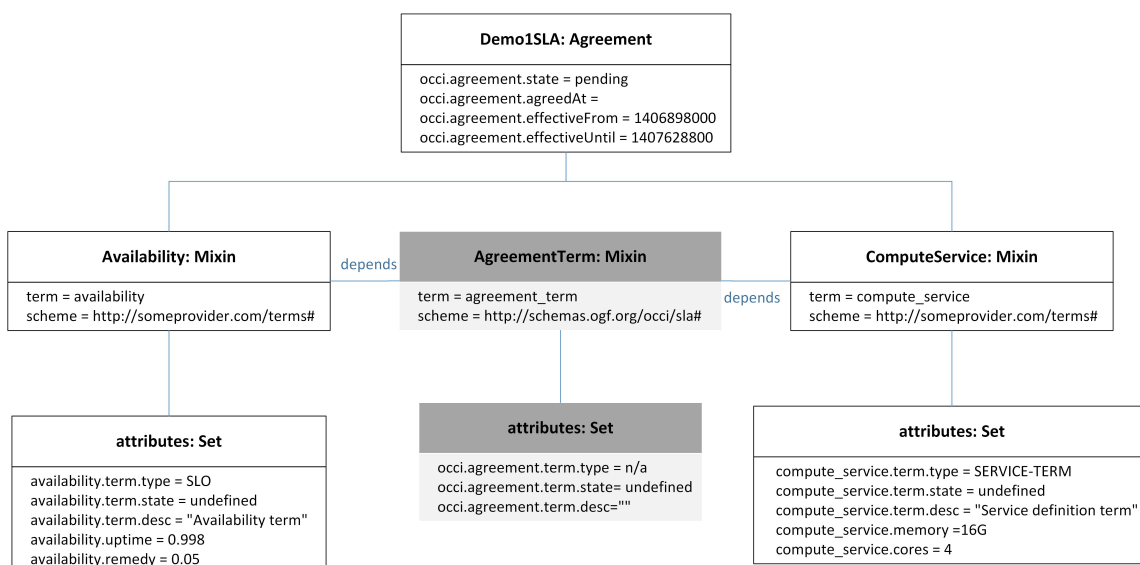 Demo1SLA: Agreement
occi.agreement.state = pending
occi.agreement.agreedAt =
occi.agreement.effectiveFrom = 1406898000
occi.agreement.effectiveUntil = 1407628800
Availability: Mixin
term = availability
scheme = http://someprovider.com/terms#
depends
AgreementTerm: Mixin
term = agreement_term
scheme = http://schemas.ogf.org/occi/sla#
depends
ComputeService: Mixin
term = compute_service
scheme = http://someprovider.com/terms#
attributes: Set
availability.term.type = SLO
availability.term.state = undefined
availability.term.desc = "Availability term"
availability.uptime = 0.998
availability.remedy = 0.05
attributes: Set
occi.agreement.term.type = n/a
occi.agreement.term.state= undefined
occi.agreement.term.desc=""
attributes: Set
compute_service.term.type = SERVICE-TERM
compute_service.term.state = undefined
compute_service.term.desc = "Service definition term"
compute_service.memory =16G
compute_service.cores = 4